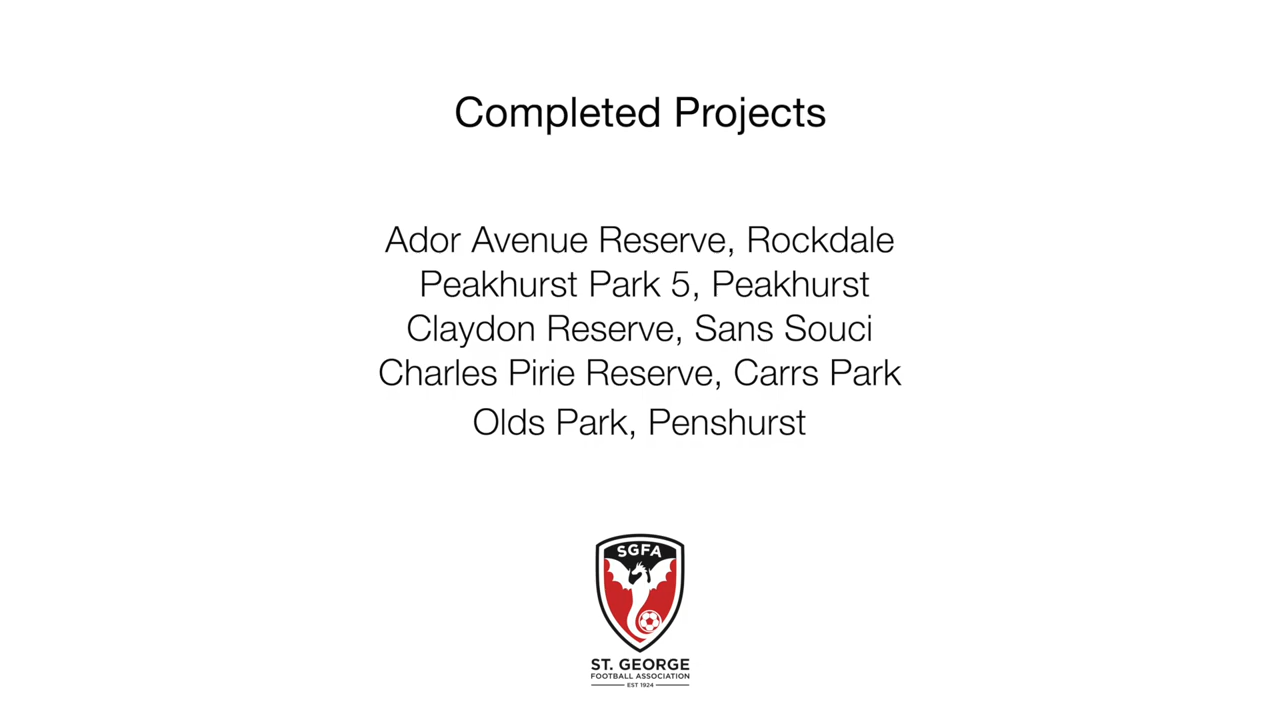 Completed Projects
Ador Avenue Reserve, Rockdale
Peakhurst Park 5, Peakhurst
Claydon Reserve, Sans Souci
Charles Pirie Reserve, Carrs Park
Olds Park, Penshurst
SGFA
ST. GEORGE
FOOTBALL ASSOCIATION
EST 1924